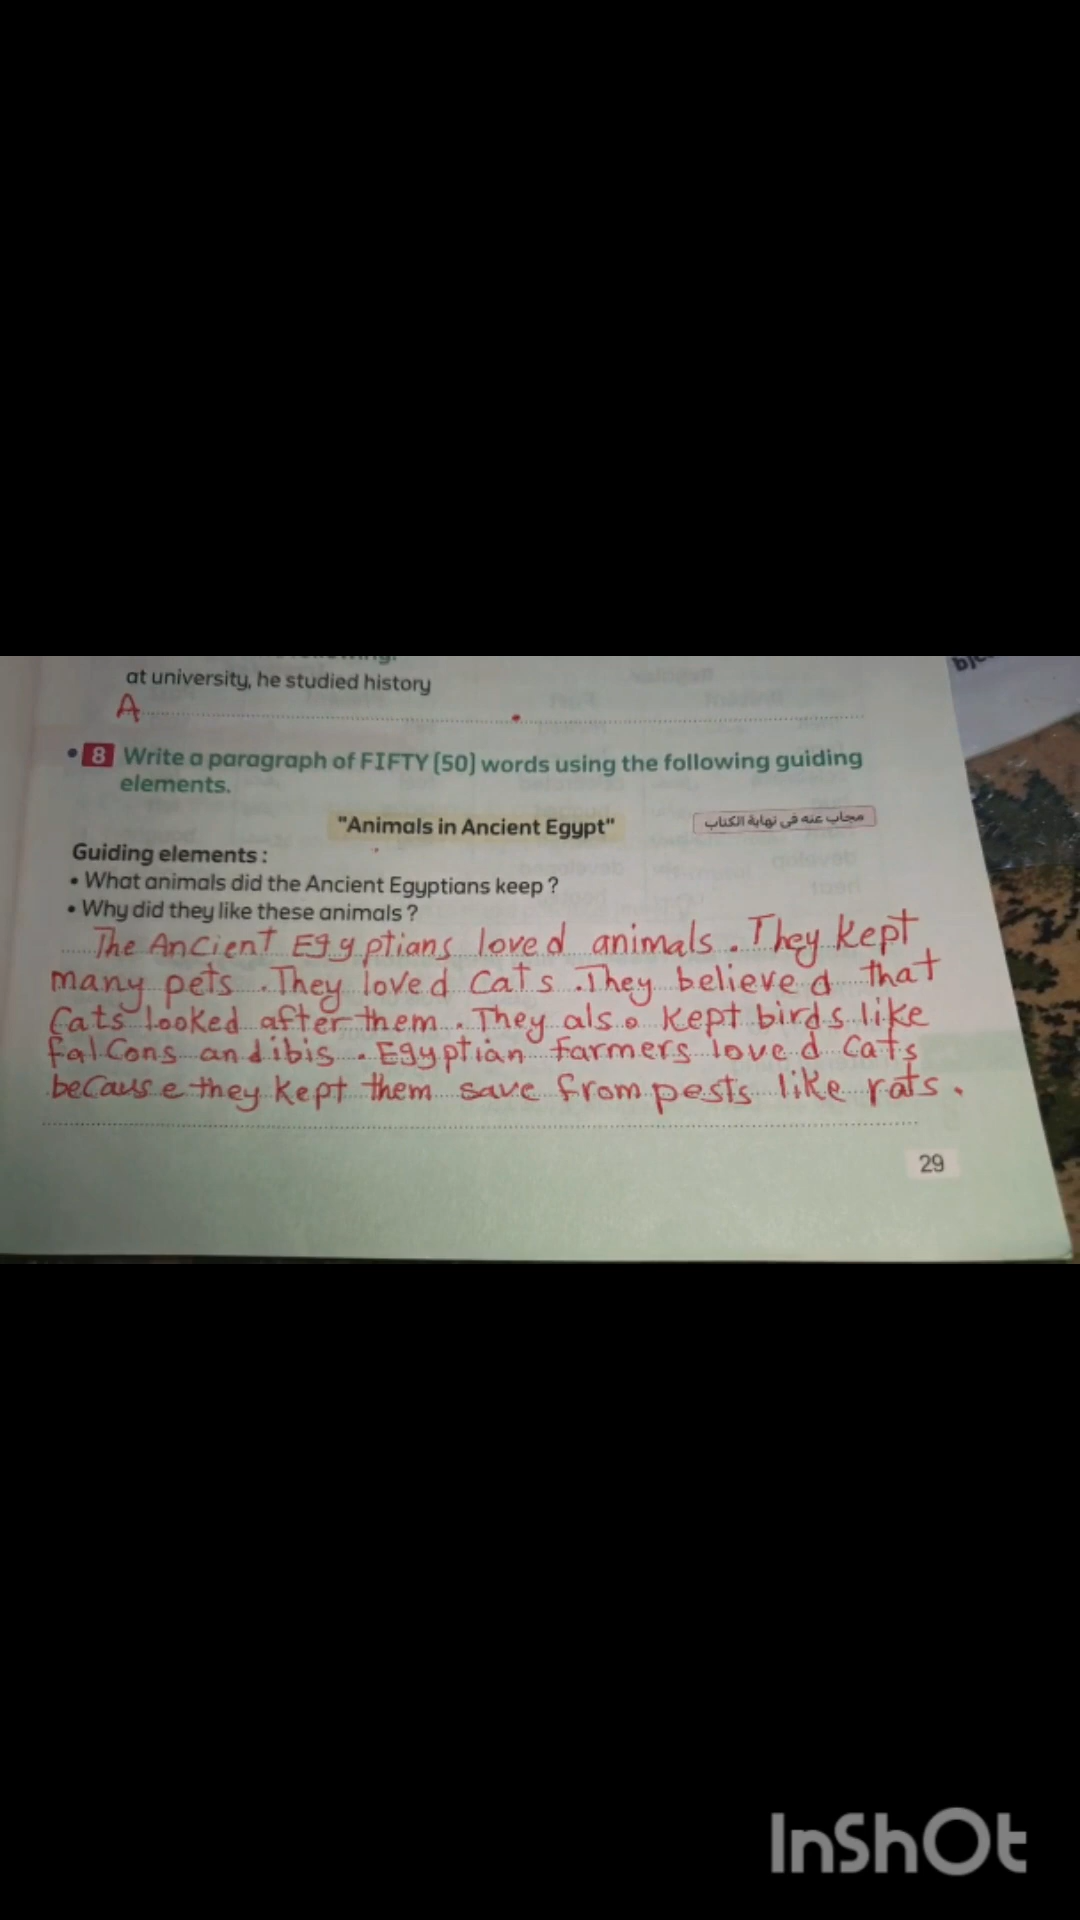 at university, he studied history
A
8 Write a paragraph of FIFTY (50) words using the following guiding
elements.
"Animals in Ancient Egypt"
مجاب عنه فى نهاية الكتاب
Guiding elements :
• What animals did the Ancient Egyptians keep ?
• Why did they like these animals ?
The Ancient Egyptians loved animals. They kept
many pets. They loved Cats. They believed that
Cats looked after them. They also kept birds like
falcons and ibis. Egyptian farmers loved cats
because they kept them save from pests like rats.
29
InShOt